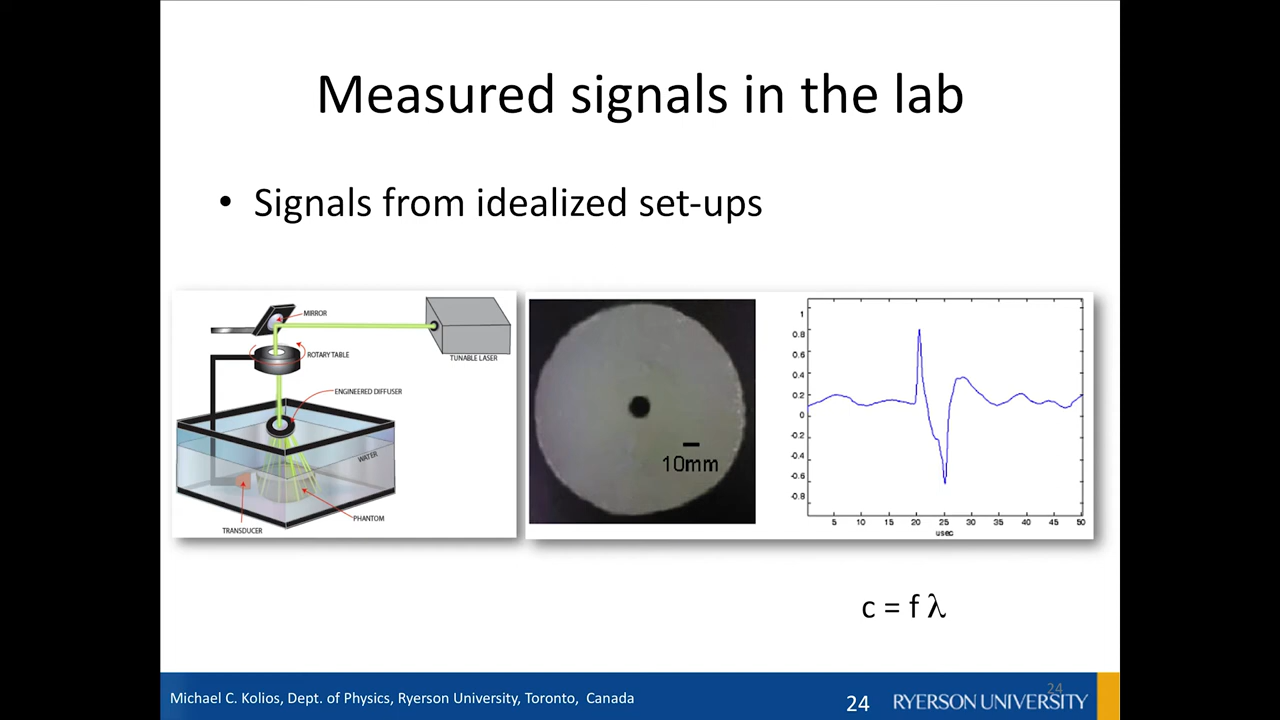 Measured signals in the lab
• Signals from idealized set-ups
MIRROR
ROTARY TABLE
TUNABLE LASER
ENGINEERED DIFFUSER
WATER
TRANSDUCER
PHANTOM
10mm
1
0.8
0.6
0.4
0.2
0
-0.2
-0.4
-0.6
-0.8
5 10 15 20 25 30 35 40 45 50
usec
c = f λ
Michael C. Kolios, Dept. of Physics, Ryerson University, Toronto, Canada
24
24
RYERSON UNIVERSITY